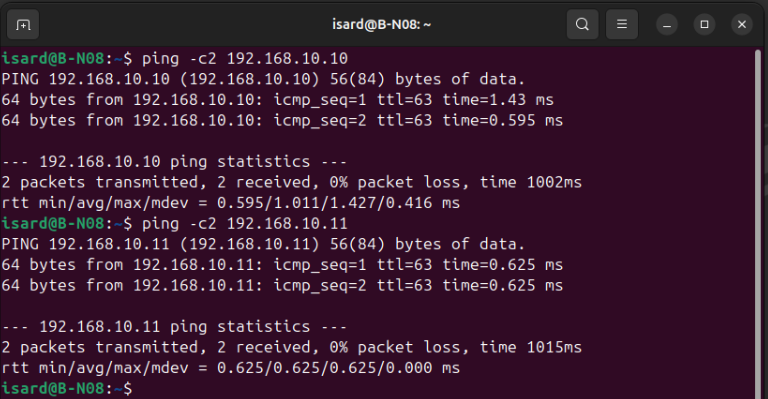 isard@B-N08: ~
isard@B-N08:~$ ping -c2 192.168.10.10
PING 192.168.10.10 (192.168.10.10) 56(84) bytes of data.
64 bytes from 192.168.10.10: icmp_seq=1 ttl=63 time=1.43 ms
64 bytes from 192.168.10.10: icmp_seq=2 ttl=63 time=0.595 ms

--- 192.168.10.10 ping statistics ---
2 packets transmitted, 2 received, 0% packet loss, time 1002ms
rtt min/avg/max/mdev = 0.595/1.011/1.427/0.416 ms
isard@B-N08:~$ ping -c2 192.168.10.11
PING 192.168.10.11 (192.168.10.11) 56(84) bytes of data.
64 bytes from 192.168.10.11: icmp_seq=1 ttl=63 time=0.625 ms
64 bytes from 192.168.10.11: icmp_seq=2 ttl=63 time=0.625 ms

--- 192.168.10.11 ping statistics ---
2 packets transmitted, 2 received, 0% packet loss, time 1015ms
rtt min/avg/max/mdev = 0.625/0.625/0.625/0.000 ms
isard@B-N08:~$